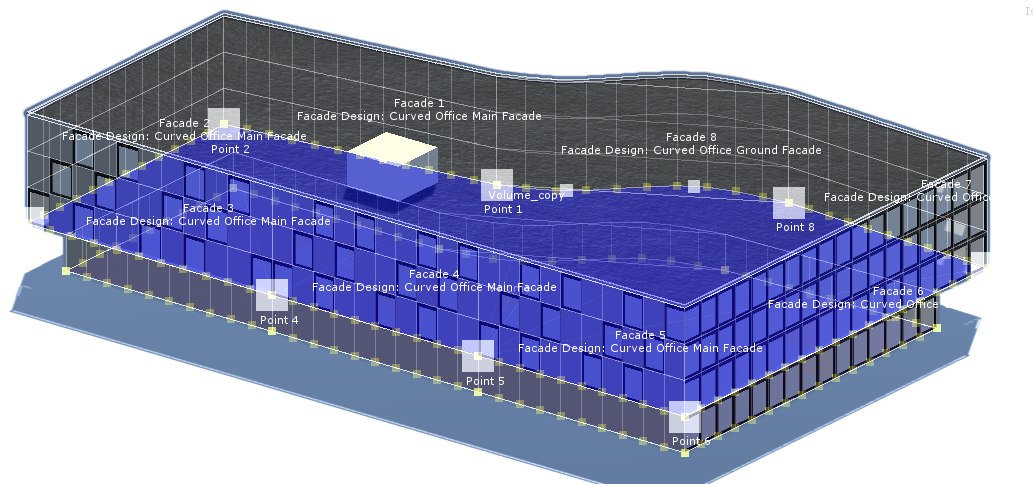 Is
Facade 1
Facade Design: Curved Office Main Facade
Facade 2
Facade Design: Curved Office Main Facade
Point 2
Facade 8
Facade Design: Curved Office Ground Facade
Facade 7
Facade Design: Curved Offic
Volume_copy
Point 1
Facade 3
Facade Design: Curved Office Main Facade
Point 8
Facade 4
Facade Design: Curved Office Main Facade
Facade 6
Facade Design: Curved Office
Point 4
Facade 5
Facade Design: Curved Office Main Facade
Point 5
Point 6